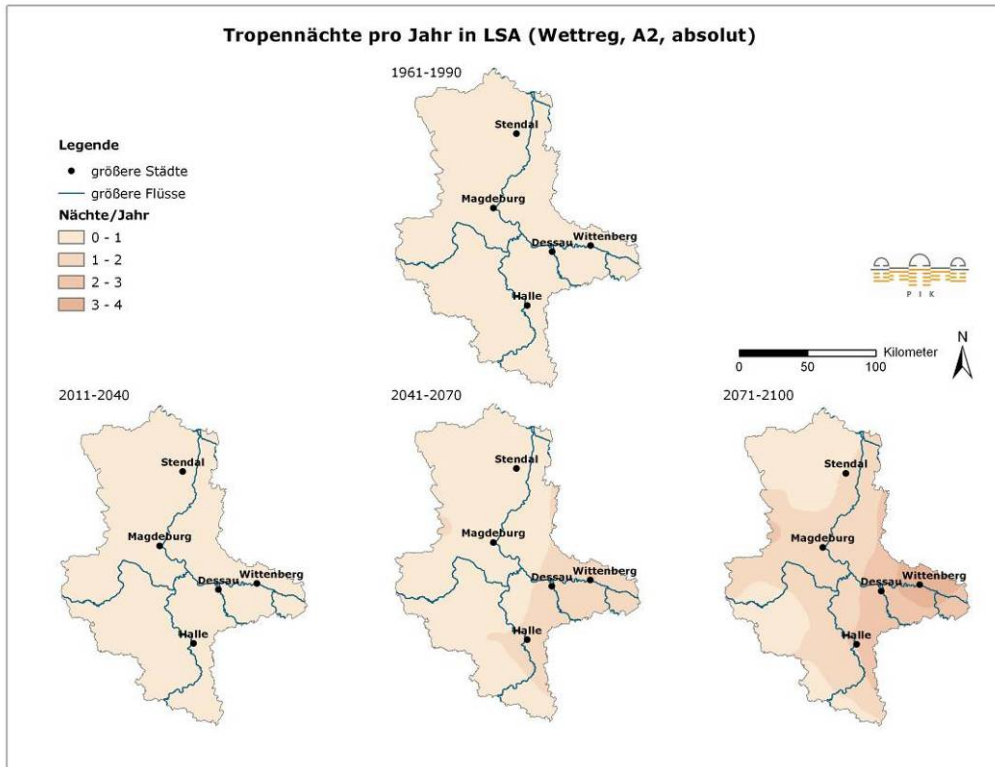 Tropennächte pro Jahr in LSA (Wettreg, A2, absolut)
1961-1990
Stendal
Magdeburg
Dessau
Wittenberg
Halle
Legende
größere Städte
größere Flüsse
Nächte/Jahr
0 - 1
1 - 2
2 - 3
3 - 4
P I K
N
Kilometer
0 50 100
2011-2040
Stendal
Magdeburg
Dessau
Wittenberg
Halle
2041-2070
Stendal
Magdeburg
Dessau
Wittenberg
Halle
2071-2100
Stendal
Magdeburg
Dessau
Wittenberg
Halle